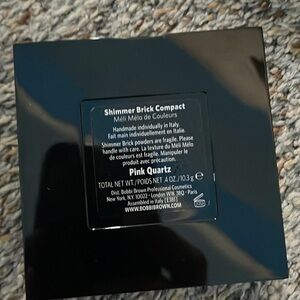 Shimmer Brick Compact
Méli Mélo de Couleurs
Handmade individually in Italy.
Fait main individuellement en Italie.
Shimmer Brick powders are fragile. Please
handle with care. La texture du Méli Mélo
de couleurs est fragile. Manipuler le
produit avec précaution.
Pink Quartz
TOTAL NET WT./POIDS NET .4 OZ./10.3 g ℮
Dist. Bobbi Brown Professional Cosmetics
New York, N.Y. 10022 - London W1K 3BQ - Paris
Assembled in Italy [E3BT]
WWW.BOBBIBROWN.COM